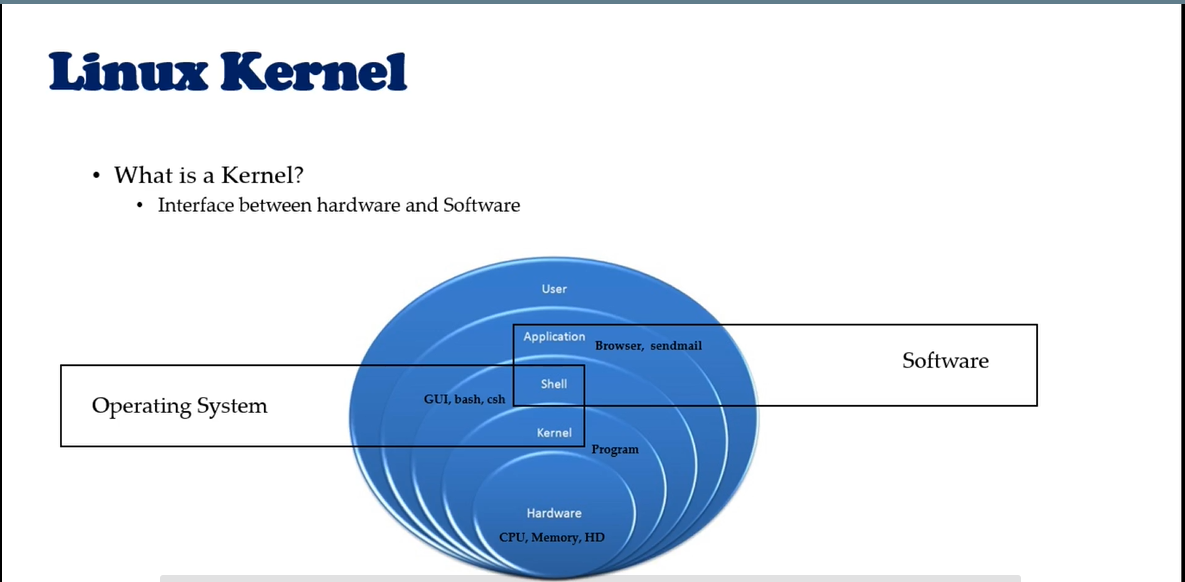 Linux Kernel
• What is a Kernel?
• Interface between hardware and Software
User
Application
Browser, sendmail
Software
Shell
GUI, bash, csh
Operating System
Kernel
Program
Hardware
CPU, Memory, HD